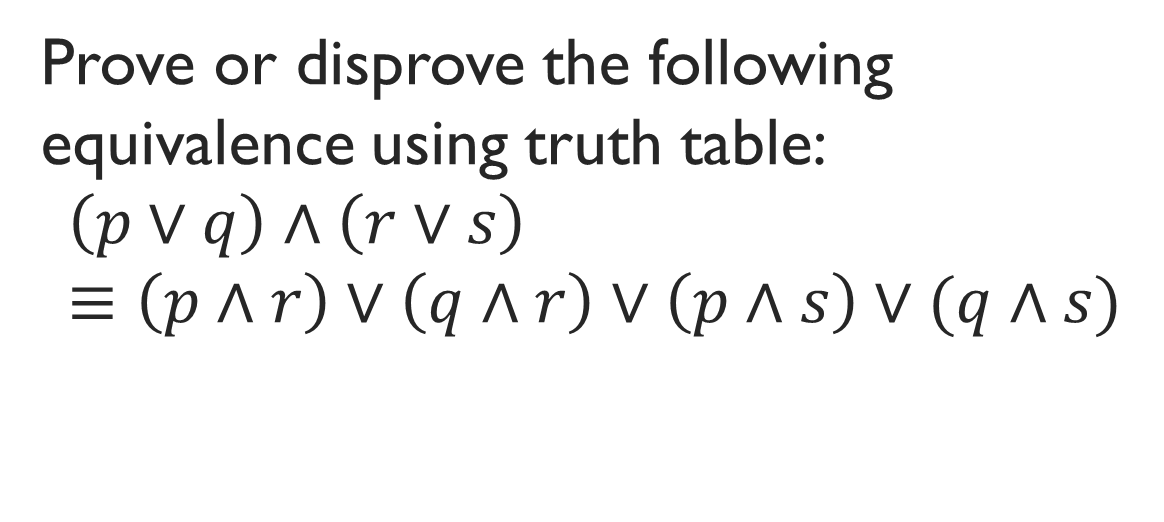 Prove or disprove the following
equivalence using truth table:
(p ∨ q) ∧ (r ∨ s)
≡ (p ∧ r) ∨ (q ∧ r) ∨ (p ∧ s) ∨ (q ∧ s)